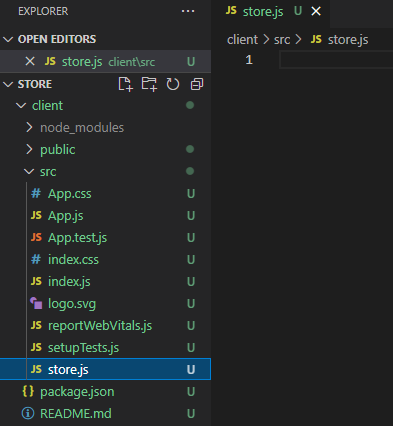 EXPLORER ···
OPEN EDITORS
JS store.js client\src U
STORE
client
node_modules
public
src
# App.css U
JS App.js U
JS App.test.js U
# index.css U
JS index.js U
logo.svg U
JS reportWebVitals.js U
JS setupTests.js U
JS store.js U
{} package.json U
README.md U
JS store.js U
client > src > JS store.js
1